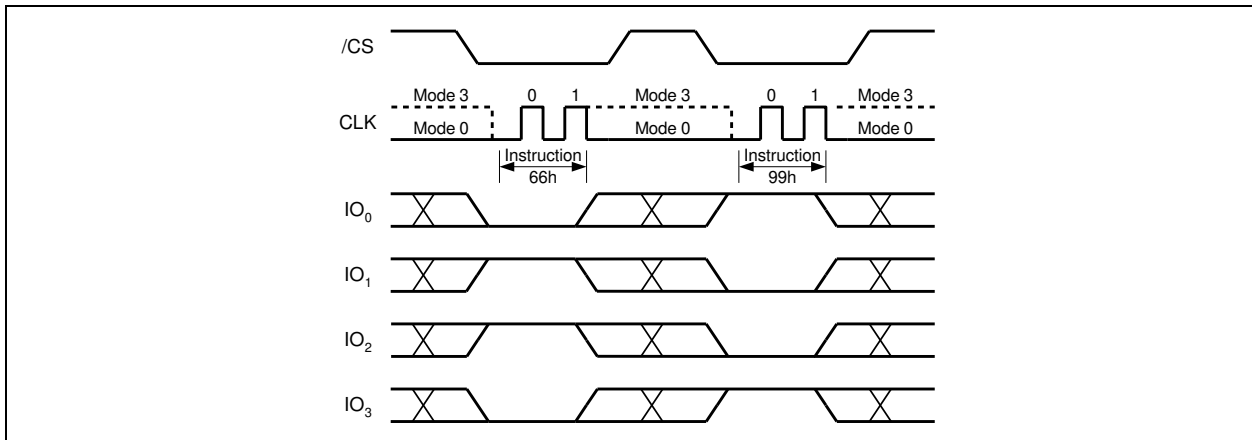 /CS
Mode 3 0 1 Mode 3 0 1 Mode 3
CLK
Mode 0 Mode 0 Mode 0
Instruction Instruction
66h 99h
IO0
IO1
IO2
IO3